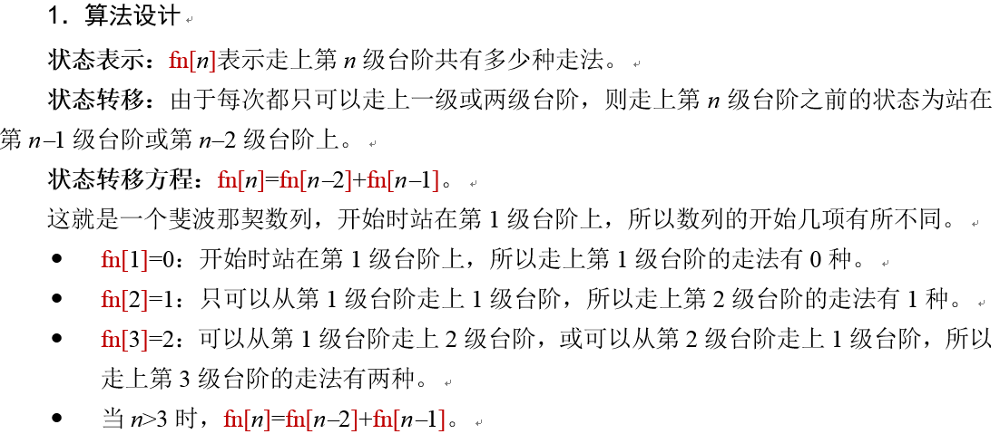 1．算法设计
状态表示：fn[n]表示走上第 n 级台阶共有多少种走法。
状态转移：由于每次都只可以走上一级或两级台阶，则走上第 n 级台阶之前的状态为站在
第 n–1 级台阶或第 n–2 级台阶上。
状态转移方程：fn[n]=fn[n–2]+fn[n–1]。
这就是一个斐波那契数列，开始时站在第 1 级台阶上，所以数列的开始几项有所不同。
● fn[1]=0：开始时站在第 1 级台阶上，所以走上第 1 级台阶的走法有 0 种。
● fn[2]=1：只可以从第 1 级台阶走上 1 级台阶，所以走上第 2 级台阶的走法有 1 种。
● fn[3]=2：可以从第 1 级台阶走上 2 级台阶，或可以从第 2 级台阶走上 1 级台阶，所以
走上第 3 级台阶的走法有两种。
● 当 n>3 时，fn[n]=fn[n–2]+fn[n–1]。